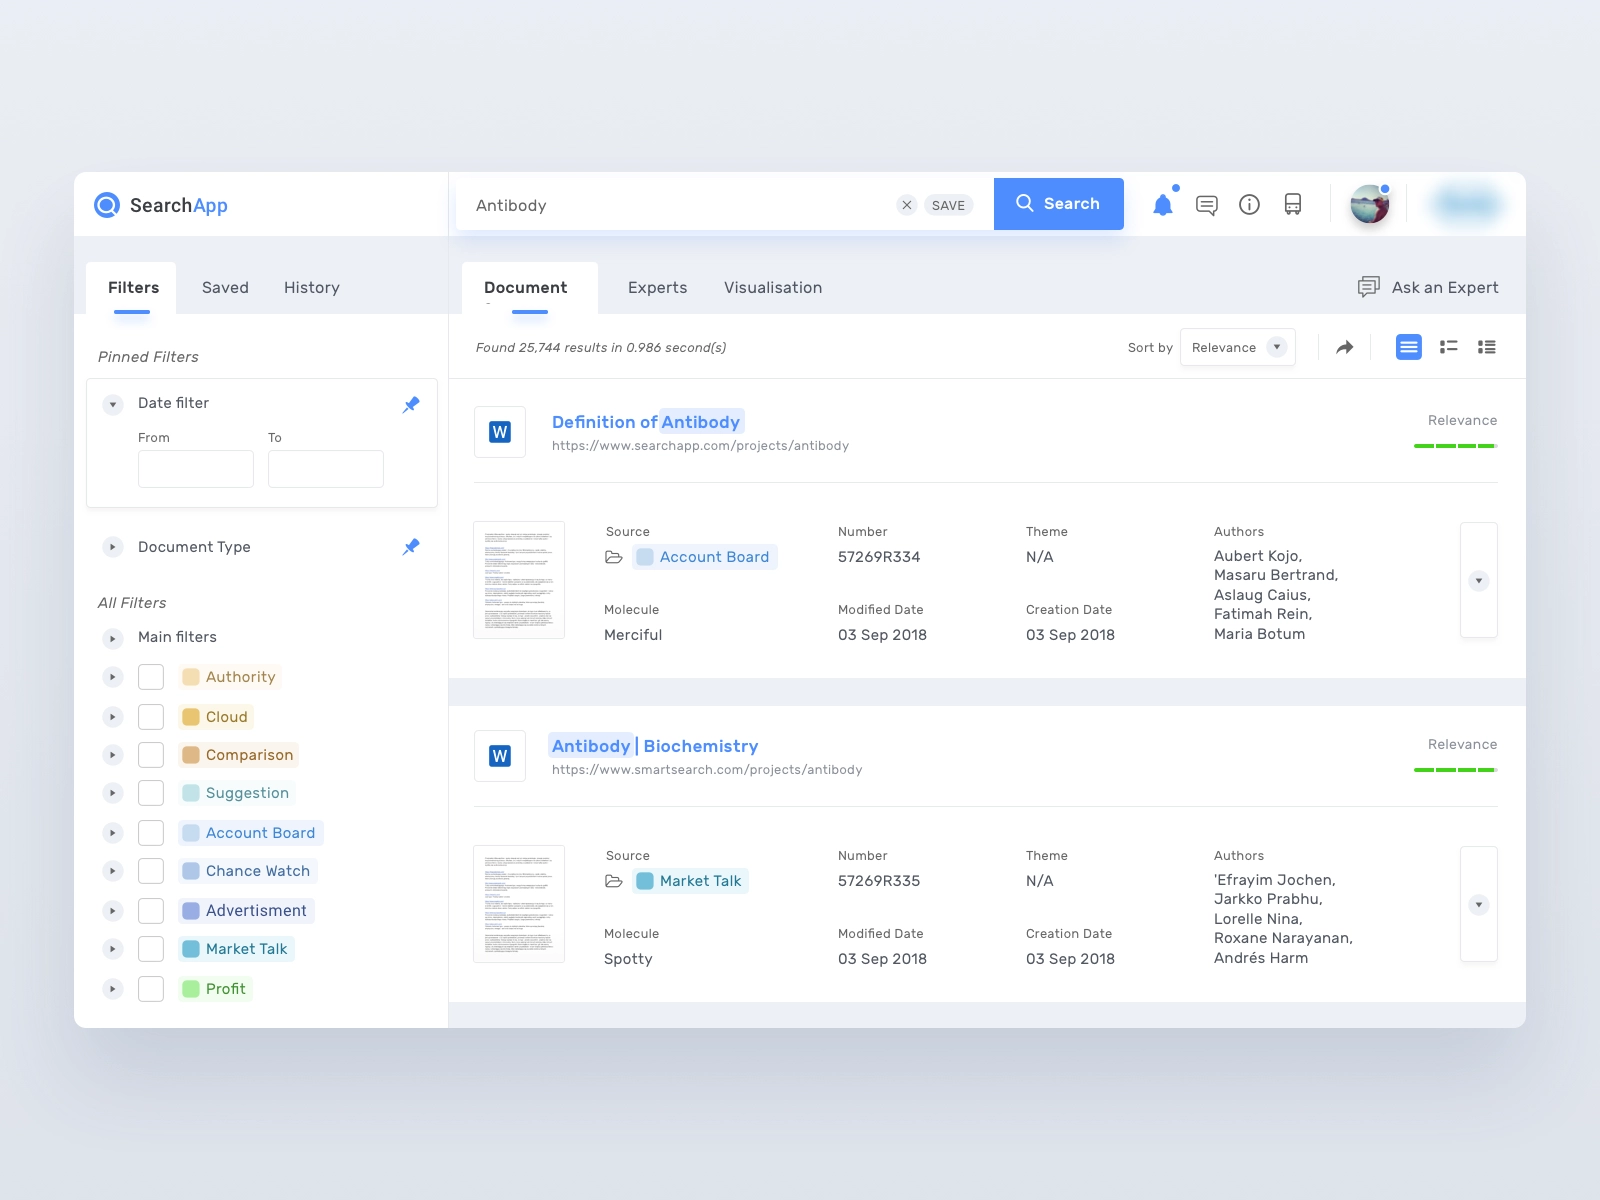 SearchApp
Antibody
SAVE
Search
Filters
Saved
History
Document
Experts
Visualisation
Ask an Expert
Pinned Filters
Date filter
From
To
Document Type
All Filters
Main filters
Authority
Cloud
Comparison
Suggestion
Account Board
Chance Watch
Advertisment
Market Talk
Profit
Found 25,744 results in 0.986 second(s)
Sort by
Relevance
W
Definition of Antibody
https://www.searchapp.com/projects/antibody
Relevance
Source
Account Board
Number
57269R334
Theme
N/A
Authors
Aubert Kojo,
Masaru Bertrand,
Aslaug Caius,
Fatimah Rein,
Maria Botum
Molecule
Merciful
Modified Date
03 Sep 2018
Creation Date
03 Sep 2018
W
Antibody | Biochemistry
https://www.smartsearch.com/projects/antibody
Relevance
Source
Market Talk
Number
57269R335
Theme
N/A
Authors
'Efrayim Jochen,
Jarkko Prabhu,
Lorelle Nina,
Roxane Narayanan,
Andrés Harm
Molecule
Spotty
Modified Date
03 Sep 2018
Creation Date
03 Sep 2018